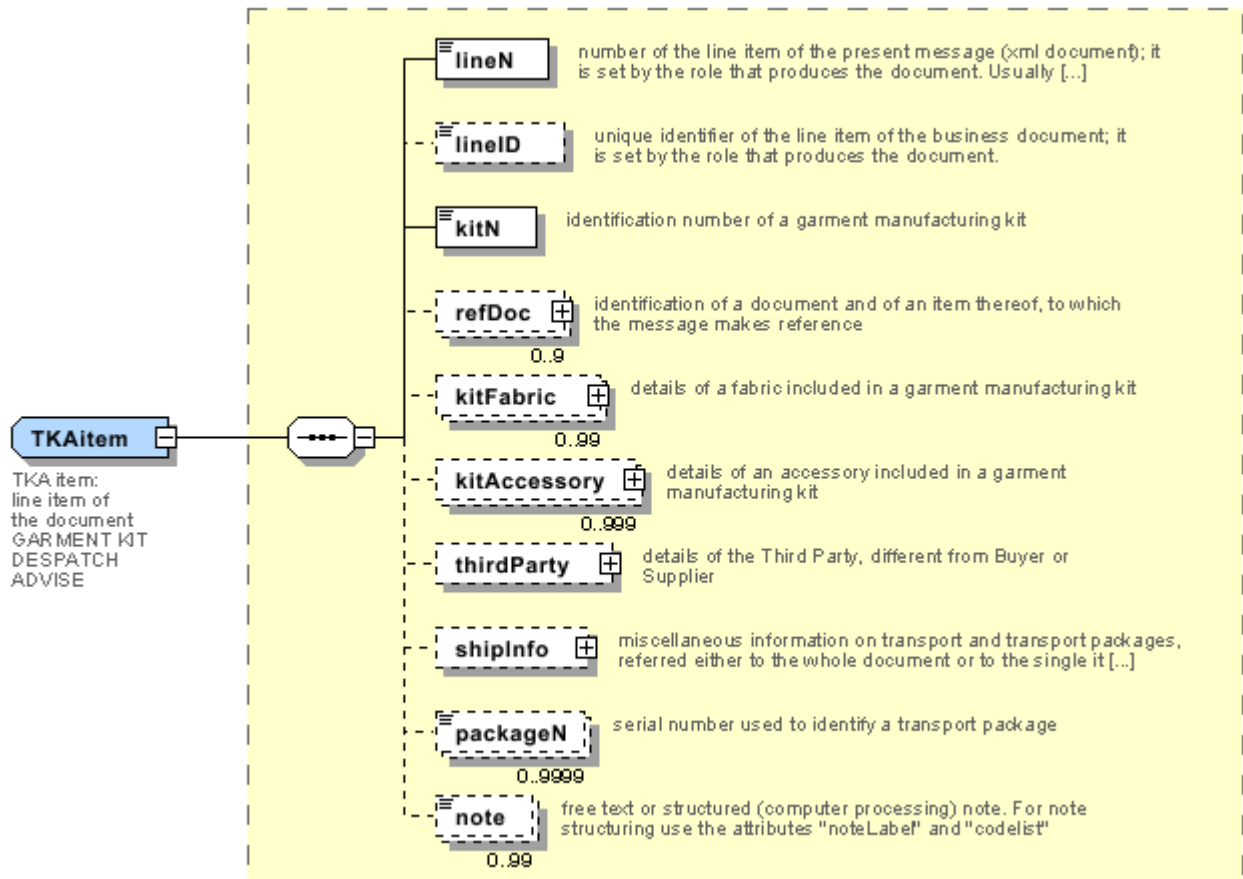 lineN
number of the line item of the present message (xml document); it
is set by the role that produces the document. Usually [...]
lineID
unique identifier of the line item of the business document; it
is set by the role that produces the document.
kitN
identification number of a garment manufacturing kit
refDoc
identification of a document and of an item thereof, to which
the message makes reference
0..9
kitFabric
details of a fabric included in a garment manufacturing kit
0..99
TKAitem
TKA item:
line item of
the document
GARMENT KIT
DESPATCH
ADVISE
kitAccessory
details of an accessory included in a garment
manufacturing kit
0..999
thirdParty
details of the Third Party, different from Buyer or
Supplier
shipInfo
miscellaneous information on transport and transport packages,
referred either to the whole document or to the single it [...]
packageN
serial number used to identify a transport package
0..9999
note
free text or structured (computer processing) note. For note
structuring use the attributes "noteLabel" and "codelist"
0..99